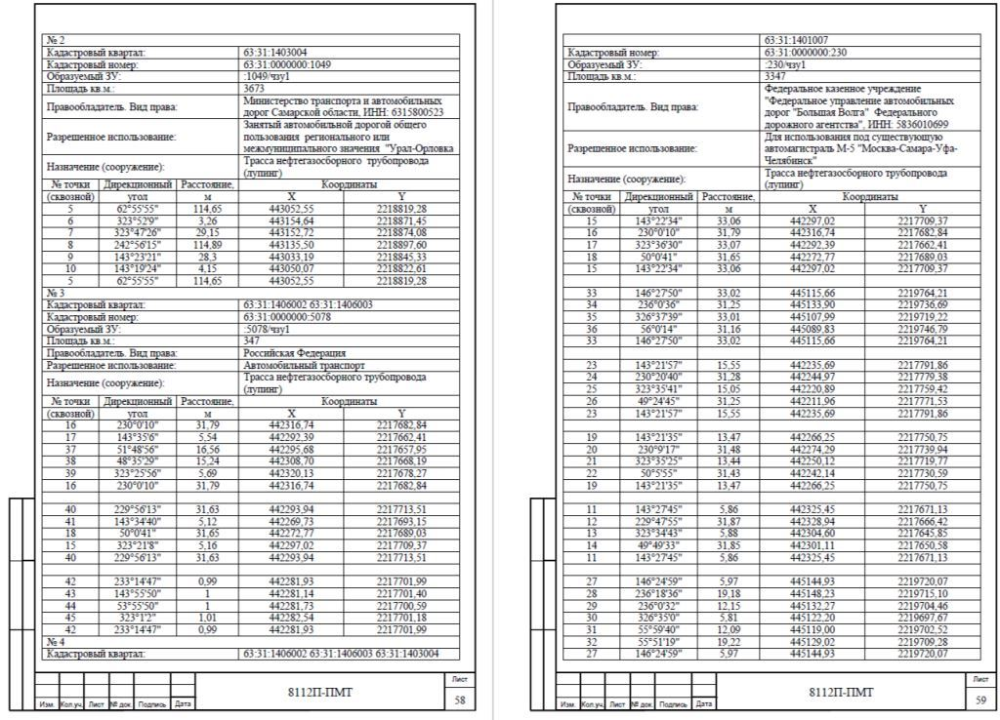 № 2
Кадастровый квартал: 63:31:1403004
Кадастровый номер: 63:31:0000000:1049
Образуемый ЗУ: :1049/чзу1
Площадь кв.м.: 3673
Правообладатель. Вид права: Министерство транспорта и автомобильных
дорог Самарской области, ИНН: 6315800523
Разрешенное использование: Занятый автомобильной дорогой общего
пользования регионального или
межмуниципального значения "Урал-Орловка
Назначение (сооружение): Трасса нефтегазосборного трубопровода
(лупинг)
№ точки Дирекционный Расстояние, Координаты
(сквозной) угол м X Y
5 62°55'55" 114,65 443052,55 2218819,28
6 323°52'9" 3,26 443154,64 2218871,45
7 323°47'26" 29,15 443152,72 2218874,08
8 242°56'15" 114,89 443135,50 2218897,60
9 143°23'21" 28,3 443033,19 2218845,33
10 143°19'24" 4,15 443050,07 2218822,61
5 62°55'55" 114,65 443052,55 2218819,28
№ 3
Кадастровый квартал: 63:31:1406002 63:31:1406003
Кадастровый номер: 63:31:0000000:5078
Образуемый ЗУ: :5078/чзу1
Площадь кв.м.: 347
Правообладатель. Вид права: Российская Федерация
Разрешенное использование: Автомобильный транспорт
Назначение (сооружение): Трасса нефтегазосборного трубопровода
(лупинг)
№ точки Дирекционный Расстояние, Координаты
(сквозной) угол м X Y
16 230°0'10" 31,79 442316,74 2217682,84
17 143°35'6" 5,54 442292,39 2217662,41
37 51°48'56" 16,56 442295,68 2217657,95
38 48°35'29" 15,24 442308,70 2217668,19
39 323°25'56" 5,69 442320,13 2217678,27
16 230°0'10" 31,79 442316,74 2217682,84
40 229°56'13" 31,63 442293,94 2217713,51
41 143°34'40" 5,12 442269,73 2217693,15
18 50°0'41" 31,65 442272,77 2217689,03
15 323°21'8" 5,16 442297,02 2217709,37
40 229°56'13" 31,63 442293,94 2217713,51
42 233°14'47" 0,99 442281,93 2217701,99
43 143°55'50" 1 442281,14 2217701,40
44 53°55'50" 1 442281,73 2217700,59
45 323°1'2" 1,01 442282,54 2217701,18
42 233°14'47" 0,99 442281,93 2217701,99
№ 4
Кадастровый квартал: 63:31:1406002 63:31:1406003 63:31:1403004
8112П-ПМТ
Лист
58
Изм. Кол.уч. Лист № док. Подпись Дата
63:31:1401007
Кадастровый номер: 63:31:0000000:230
Образуемый ЗУ: :230/чзу1
Площадь кв.м.: 3347
Правообладатель. Вид права: Федеральное казенное учреждение
"Федеральное управление автомобильных
дорог "Большая Волга" Федерального
дорожного агентства", ИНН: 5836010699
Разрешенное использование: Для использования под существующую
автомагистраль М-5 "Москва-Самара-Уфа-
Челябинск"
Назначение (сооружение): Трасса нефтегазосборного трубопровода
(лупинг)
№ точки Дирекционный Расстояние, Координаты
(сквозной) угол м X Y
15 143°22'34" 33,06 442297,02 2217709,37
16 230°0'10" 31,79 442316,74 2217682,84
17 323°36'30" 33,07 442292,39 2217662,41
18 50°0'41" 31,65 442272,77 2217689,03
15 143°22'34" 33,06 442297,02 2217709,37
33 146°27'50" 33,02 445115,66 2219764,21
34 236°0'36" 31,25 445133,90 2219736,69
35 326°37'39" 33,01 445107,99 2219719,22
36 56°0'14" 31,16 445089,83 2219746,79
33 146°27'50" 33,02 445115,66 2219764,21
23 143°21'57" 15,55 442235,69 2217791,86
24 230°20'40" 31,28 442244,97 2217779,38
25 323°35'41" 15,05 442220,89 2217759,42
26 49°24'45" 31,25 442211,96 2217771,53
23 143°21'57" 15,55 442235,69 2217791,86
19 143°21'35" 13,47 442266,25 2217750,75
20 230°9'17" 31,48 442274,29 2217739,94
21 323°35'25" 13,44 442250,12 2217719,77
22 50°5'55" 31,43 442242,14 2217730,59
19 143°21'35" 13,47 442266,25 2217750,75
11 143°27'45" 5,86 442325,45 2217671,13
12 229°47'55" 31,87 442328,94 2217666,42
13 323°34'43" 5,88 442304,60 2217645,85
14 49°49'33" 31,85 442301,11 2217650,58
11 143°27'45" 5,86 442325,45 2217671,13
27 146°24'59" 5,97 445144,93 2219720,07
28 236°18'36" 19,18 445148,23 2219715,10
29 236°0'32" 12,15 445132,27 2219704,46
30 326°35'0" 5,81 445122,20 2219697,67
31 55°59'40" 12,09 445119,00 2219702,52
32 55°51'19" 19,22 445129,02 2219709,28
27 146°24'59" 5,97 445144,93 2219720,07
8112П-ПМТ
Лист
59
Изм. Кол.уч. Лист № док. Подпись Дата